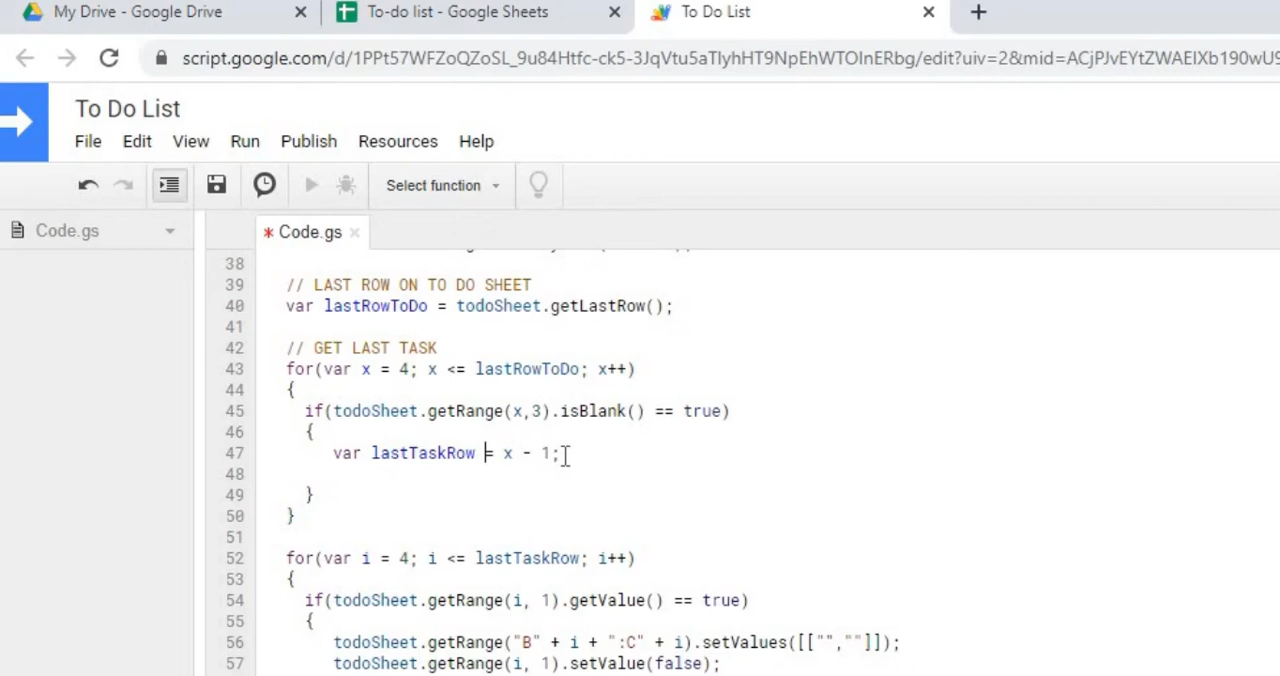 My Drive - Google Drive
To-do list - Google Sheets
To Do List
script.google.com/d/1PPt57WFZoQZoSL_9u84Htfc-ck5-3JqVtu5aTlyhHT9NpEhWTOlnERbg/edit?uiv=2&mid=ACjPJvEYtZWAEIXb190wU9
To Do List
File Edit View Run Publish Resources Help
Select function
Code.gs
* Code.gs
38
39 // LAST ROW ON TO DO SHEET
40 var lastRowToDo = todoSheet.getLastRow();
41
42 // GET LAST TASK
43 for(var x = 4; x <= lastRowToDo; x++)
44 {
45 if(todoSheet.getRange(x,3).isBlank() == true)
46 {
47 var lastTaskRow = x - 1;
48
49 }
50 }
51
52 for(var i = 4; i <= lastTaskRow; i++)
53 {
54 if(todoSheet.getRange(i, 1).getValue() == true)
55 {
56 todoSheet.getRange("B" + i + ":C" + i).setValues([["",""]]);
57 todoSheet.getRange(i, 1).setValue(false);